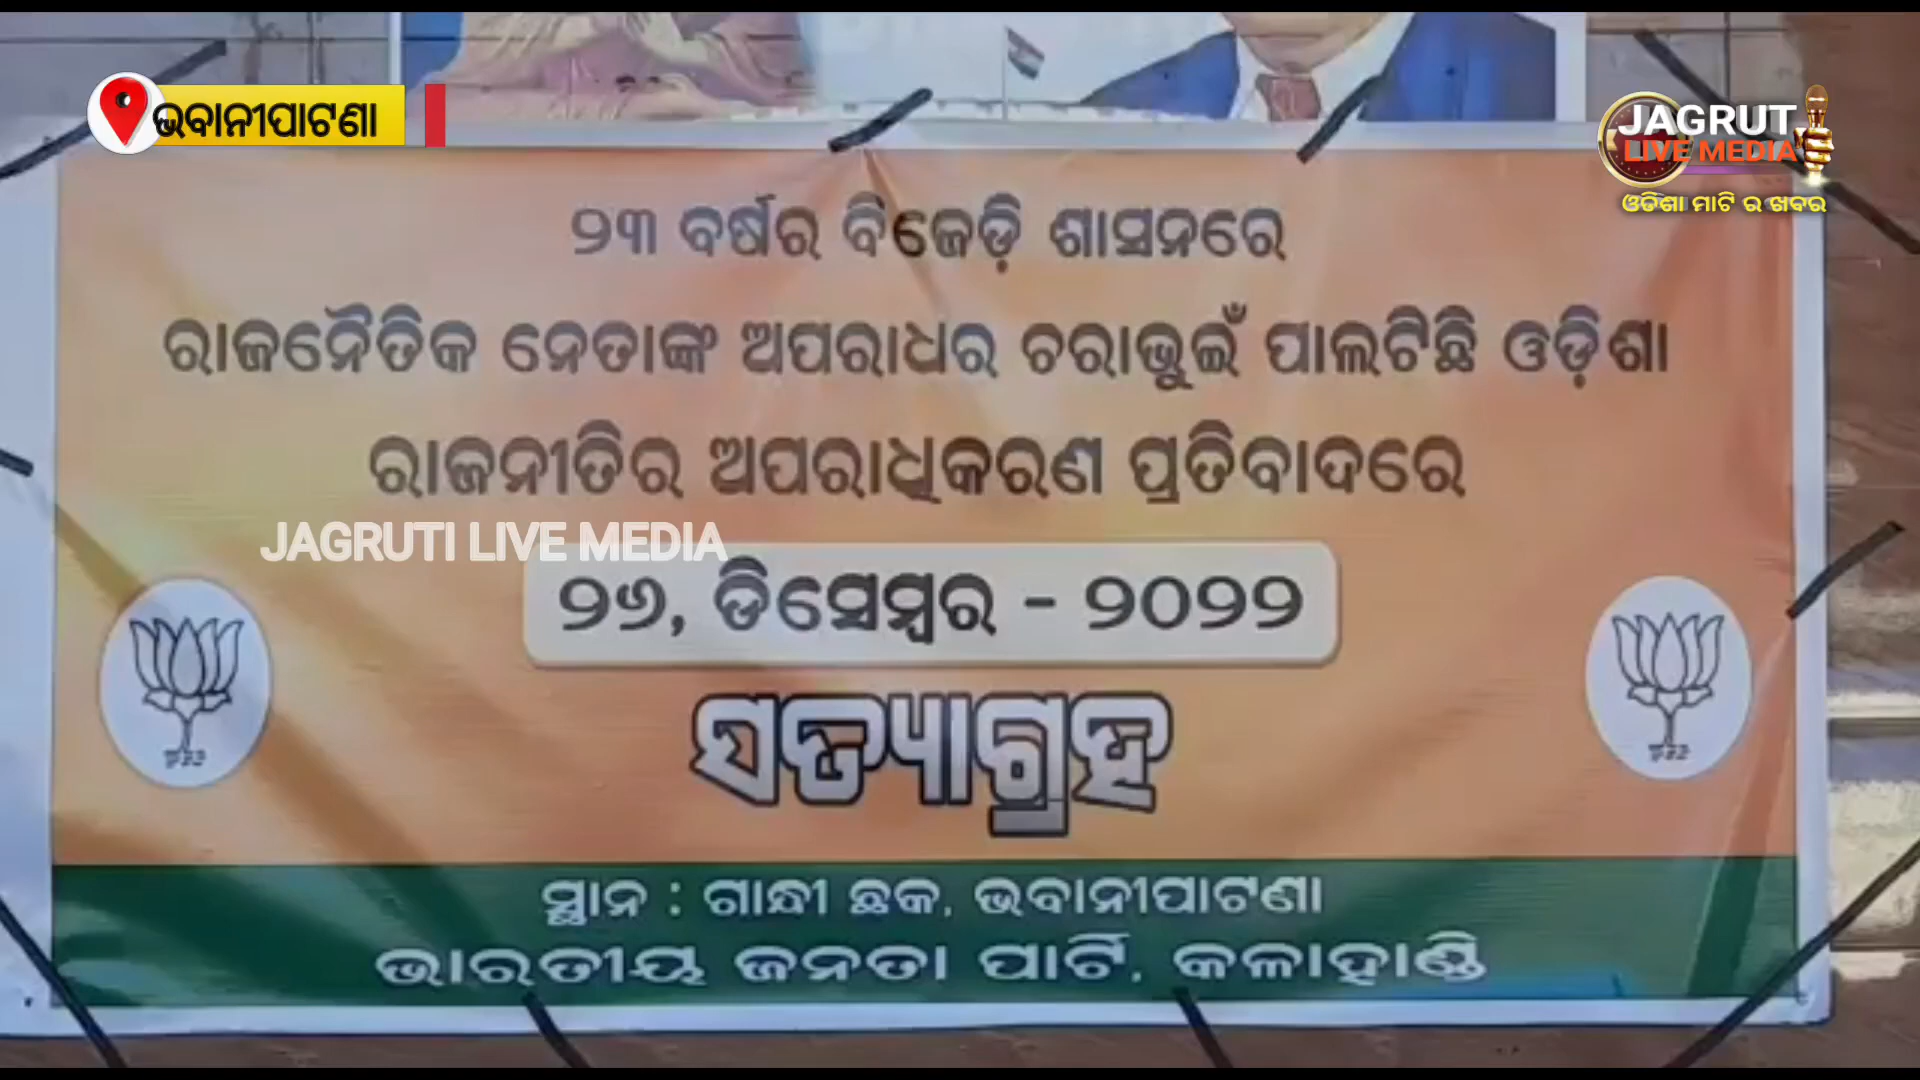 ଭବାନୀପାଟଣା
JAGRUT
LIVE MEDIA
ଓଡିଶା ମାଟି ର ଖବର
୨୩ ବର୍ଷର ବିଜେଡ଼ି ଶାସନରେ
ରାଜନୈତିକ ନେତାଙ୍କ ଅପରାଧର ଚରାଭୁଇଁ ପାଲଟିଛି ଓଡ଼ିଶା
ରାଜନୀତିର ଅପରାଧିକରଣ ପ୍ରତିବାଦରେ
JAGRUTI LIVE MEDIA
୨୬, ଡିସେମ୍ବର - ୨୦୨୨
ସତ୍ୟାଗ୍ରହ
ସ୍ଥାନ : ଗାନ୍ଧୀ ଛକ, ଭବାନୀପାଟଣା
ଭାରତୀୟ ଜନତା ପାର୍ଟି, କଳାହାଣ୍ଡି